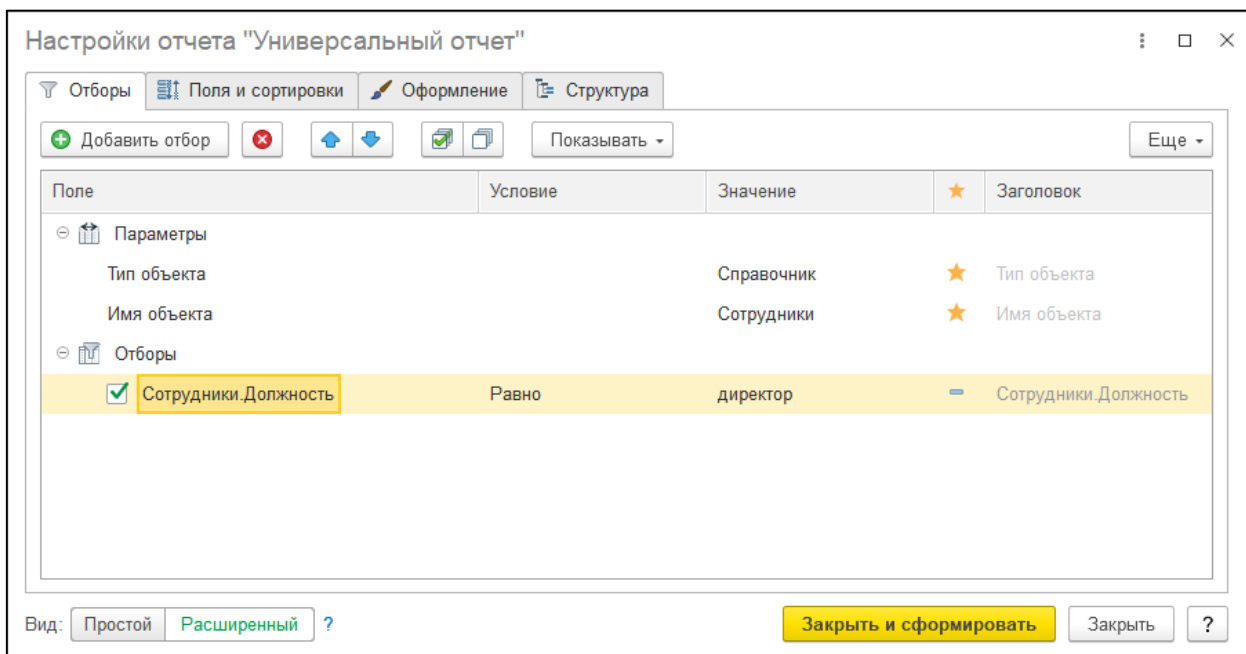 Настройки отчета "Универсальный отчет"
Отборы Поля и сортировки Оформление Структура
Добавить отбор Показывать Еще
Поле Условие Значение Заголовок
Параметры
Тип объекта Справочник Тип объекта
Имя объекта Сотрудники Имя объекта
Отборы
Сотрудники.Должность Равно директор Сотрудники.Должность
Вид: Простой Расширенный ? Закрыть и сформировать Закрыть ?